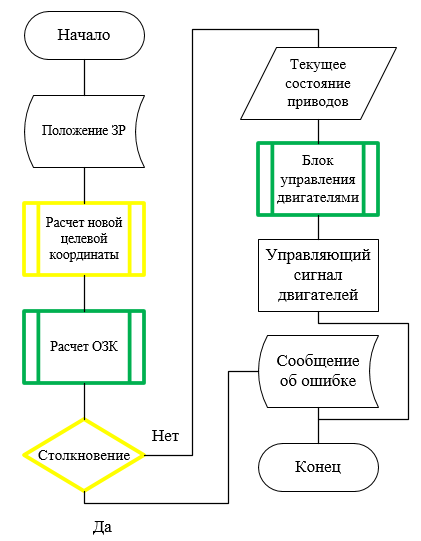 Начало
Положение ЗР
Расчет новой
целевой
координаты
Расчет ОЗК
Столкновение
Нет
Да
Текущее
состояние
приводов
Блок
управления
двигателями
Управляющий
сигнал
двигателей
Сообщение
об ошибке
Конец